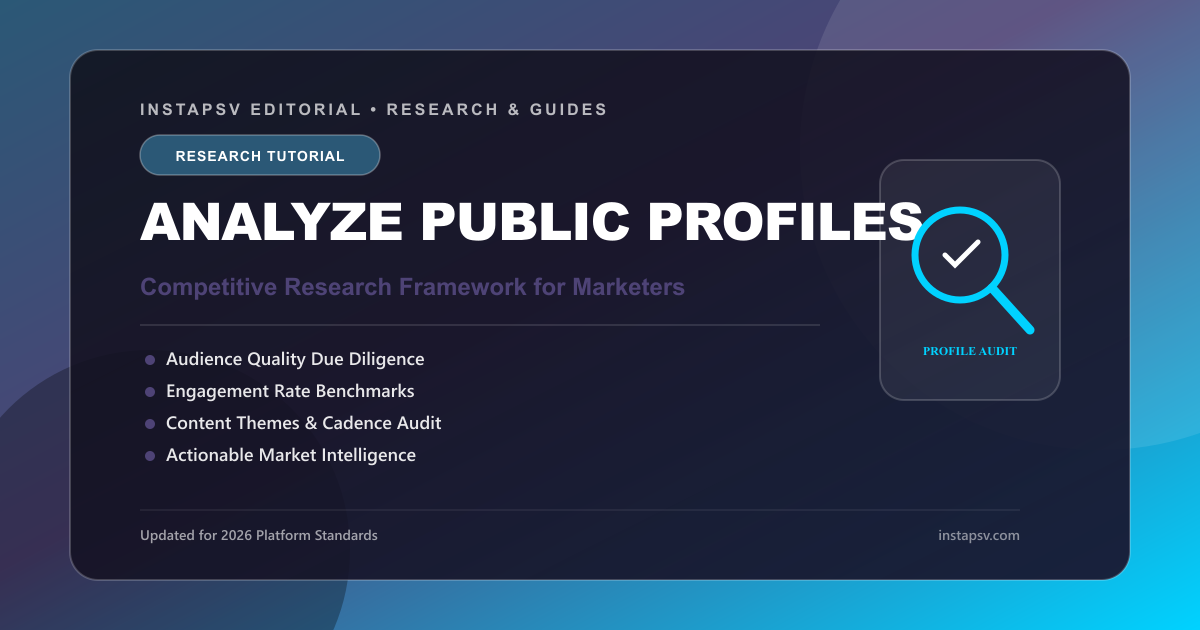 INSTAPSV EDITORIAL • RESEARCH & GUIDES
RESEARCH TUTORIAL
ANALYZE PUBLIC PROFILES
Competitive Research Framework for Marketers
Audience Quality Due Diligence
Engagement Rate Benchmarks
Content Themes & Cadence Audit
Actionable Market Intelligence
PROFILE AUDIT
Updated for 2026 Platform Standards
instapsv.com